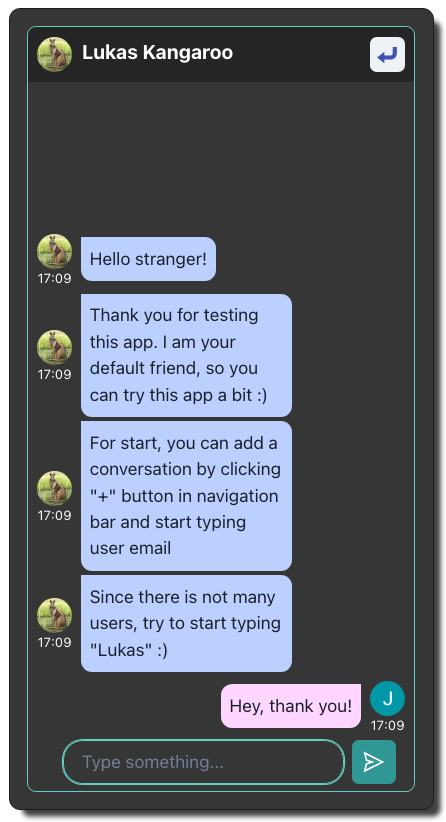 Lukas Kangaroo
Hello stranger!
17:09
Thank you for testing
this app. I am your
default friend, so you
can try this app a bit :)
17:09
For start, you can add a
conversation by clicking
"+" button in navigation
bar and start typing
user email
17:09
Since there is not many
users, try to start typing
"Lukas" :)
17:09
Hey, thank you!
J
17:09
Type something...